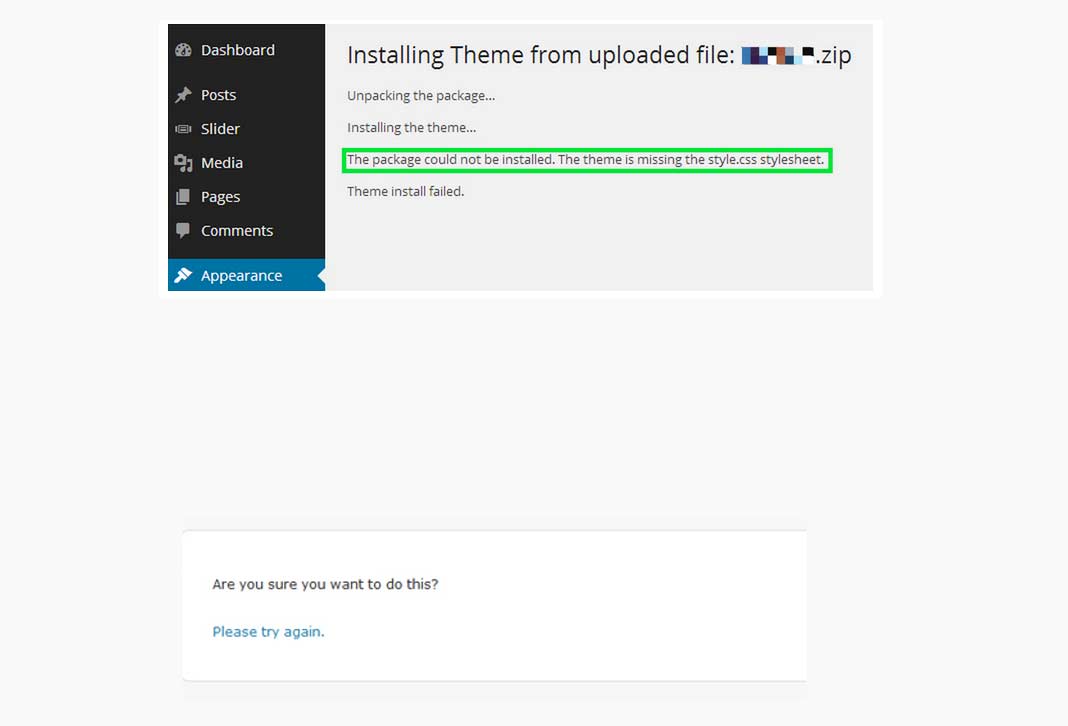 Dashboard
Posts
Slider
Media
Pages
Comments
Appearance
Installing Theme from uploaded file: .zip
Unpacking the package...
Installing the theme...
The package could not be installed. The theme is missing the style.css stylesheet.
Theme install failed.
Are you sure you want to do this?
Please try again.